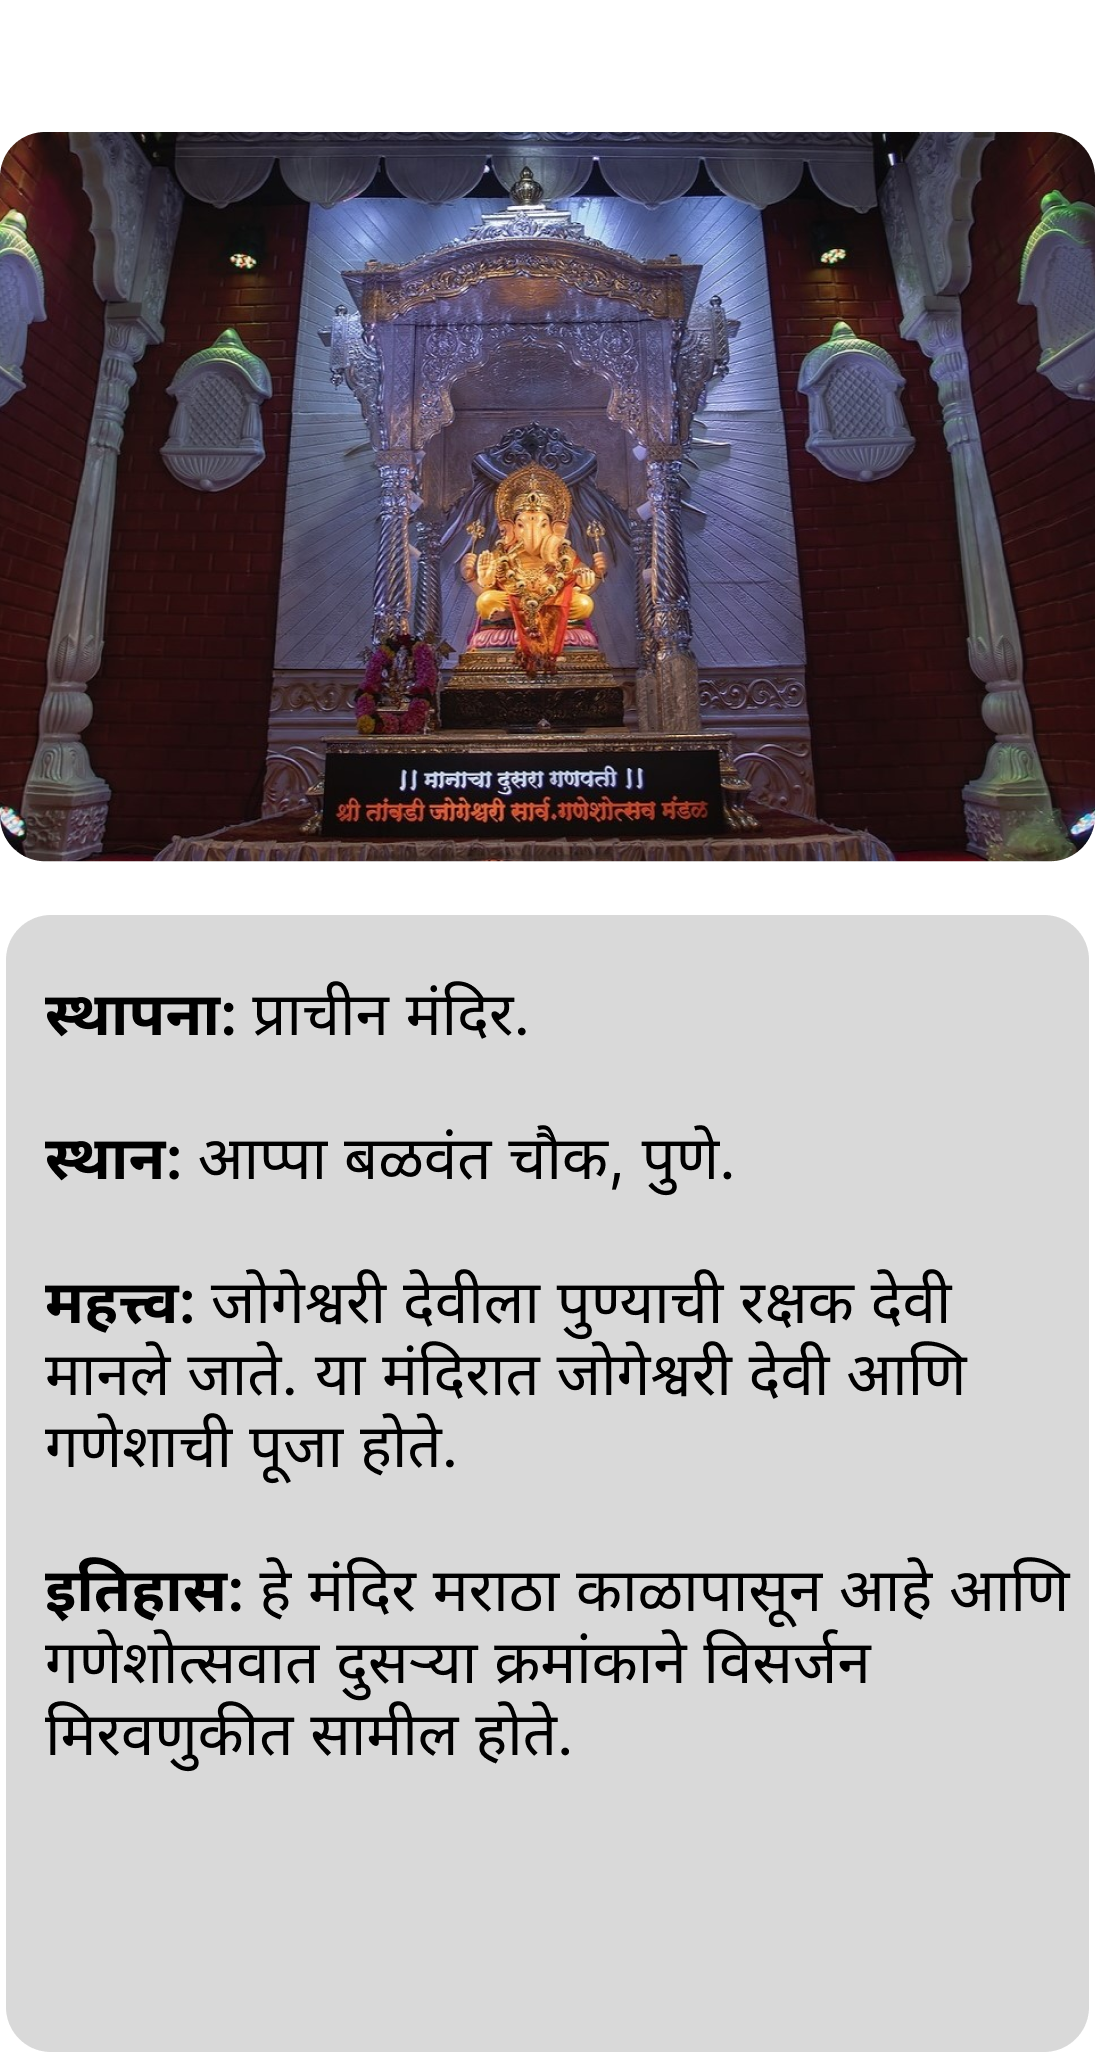 || मानाचा दुसरा गणपती ||
श्री तांबडी जोगेश्वरी सार्व.गणेशोत्सव मंडळ
स्थापना: प्राचीन मंदिर.
स्थान: आप्पा बळवंत चौक, पुणे.
महत्त्व: जोगेश्वरी देवीला पुण्याची रक्षक देवी
मानले जाते. या मंदिरात जोगेश्वरी देवी आणि
गणेशाची पूजा होते.
इतिहास: हे मंदिर मराठा काळापासून आहे आणि
गणेशोत्सवात दुसऱ्या क्रमांकाने विसर्जन
मिरवणुकीत सामील होते.